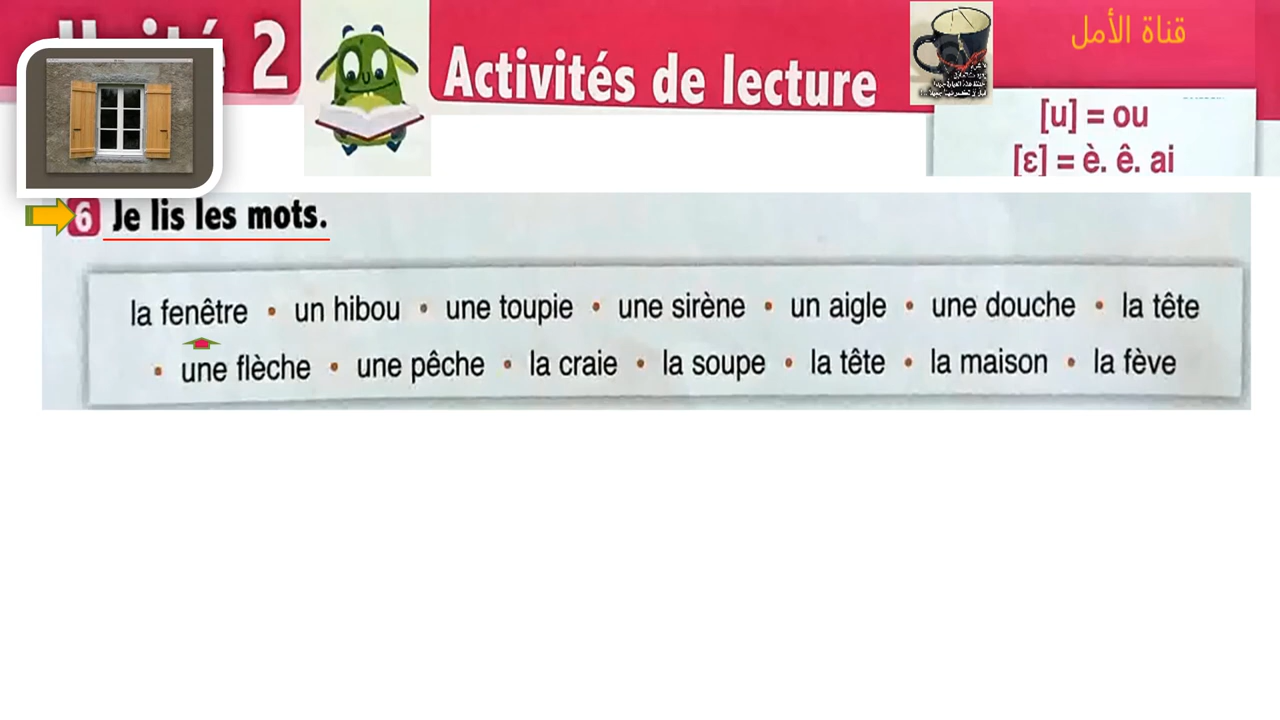 Unité 2
Activités de lecture
قناة الأمل
[u] = ou
[ɛ] = è. ê. ai
6 Je lis les mots.
la fenêtre • un hibou • une toupie • une sirène • un aigle • une douche • la tête
• une flèche • une pêche • la craie • la soupe • la tête • la maison • la fève